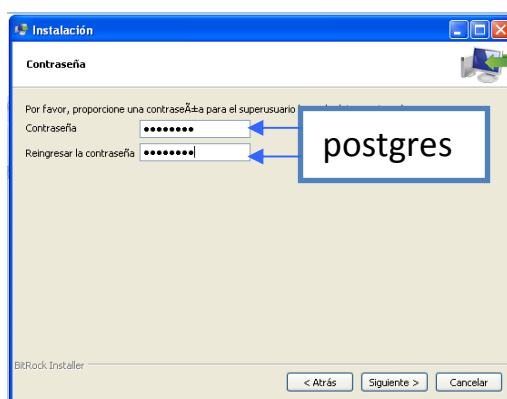 Instalación
Contraseña
Por favor, proporcione una contraseÃ±a para el superusuario
Contraseña ●●●●●●●●
Reingresar la contraseña ●●●●●●●●
postgres
BitRock Installer
< Atrás Siguiente > Cancelar